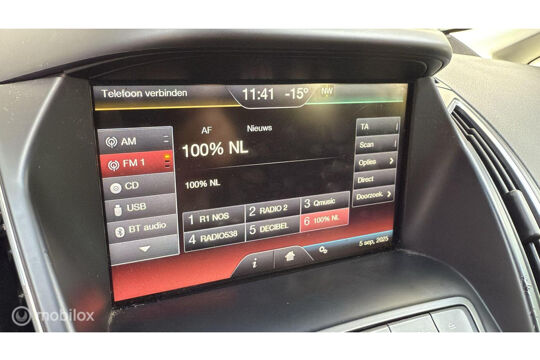 Telefoon verbinden 11:41 -15° NW
AM
FM 1
CD
USB
BT audio
AF Nieuws
100% NL
100% NL
TA
Scan
Opties >
Direct
Doorzoek.
1 R1 NOS 2 RADIO 2 3 Qmusic
4 RADIO538 5 DECIBEL 6 100% NL
i
5 sep, 2025
mobilox